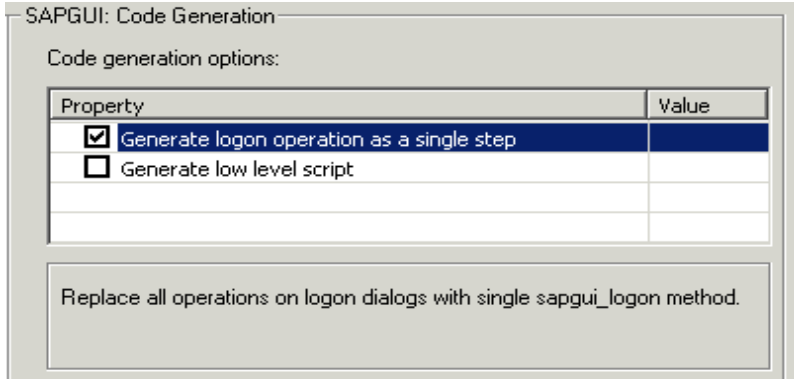 SAPGUI: Code Generation
Code generation options:
Property Value
Generate logon operation as a single step
Generate low level script
Replace all operations on logon dialogs with single sapgui_logon method.